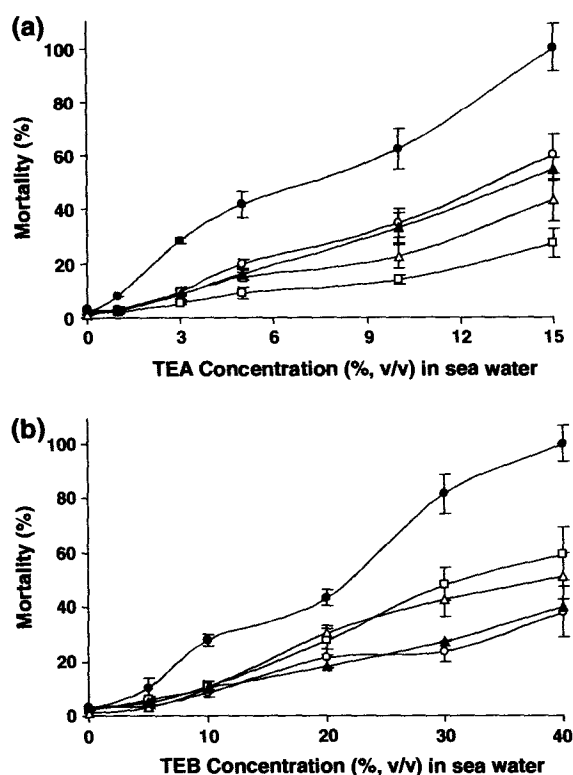 (a)
100
80
60
40
20
0
Mortality (%)
0 3 6 9 12 15
TEA Concentration (%, v/v) in sea water
(b)
100
80
60
40
20
0
Mortality (%)
0 10 20 30 40
TEB Concentration (%, v/v) in sea water